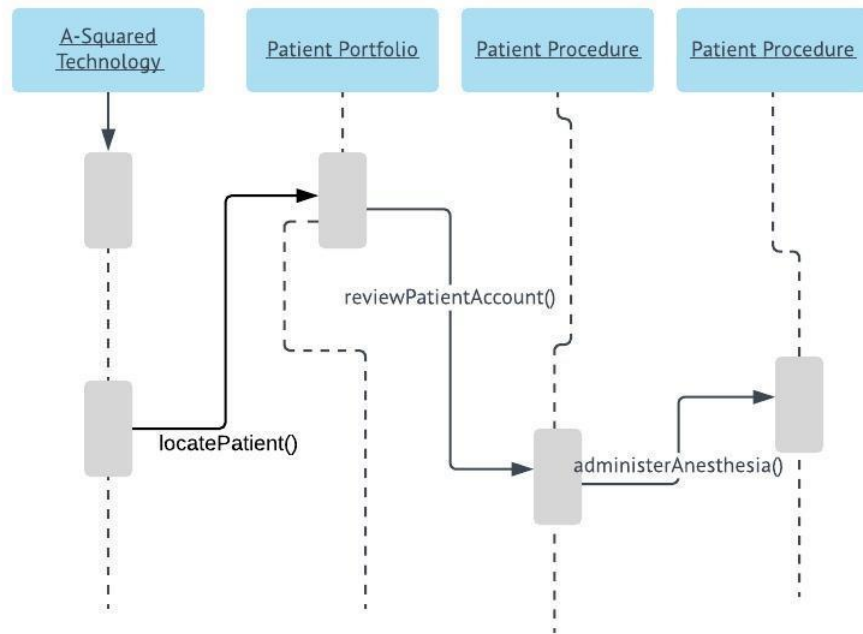 A-Squared
Technology
Patient Portfolio
Patient Procedure
Patient Procedure
reviewPatientAccount()
locatePatient()
administerAnesthesia()